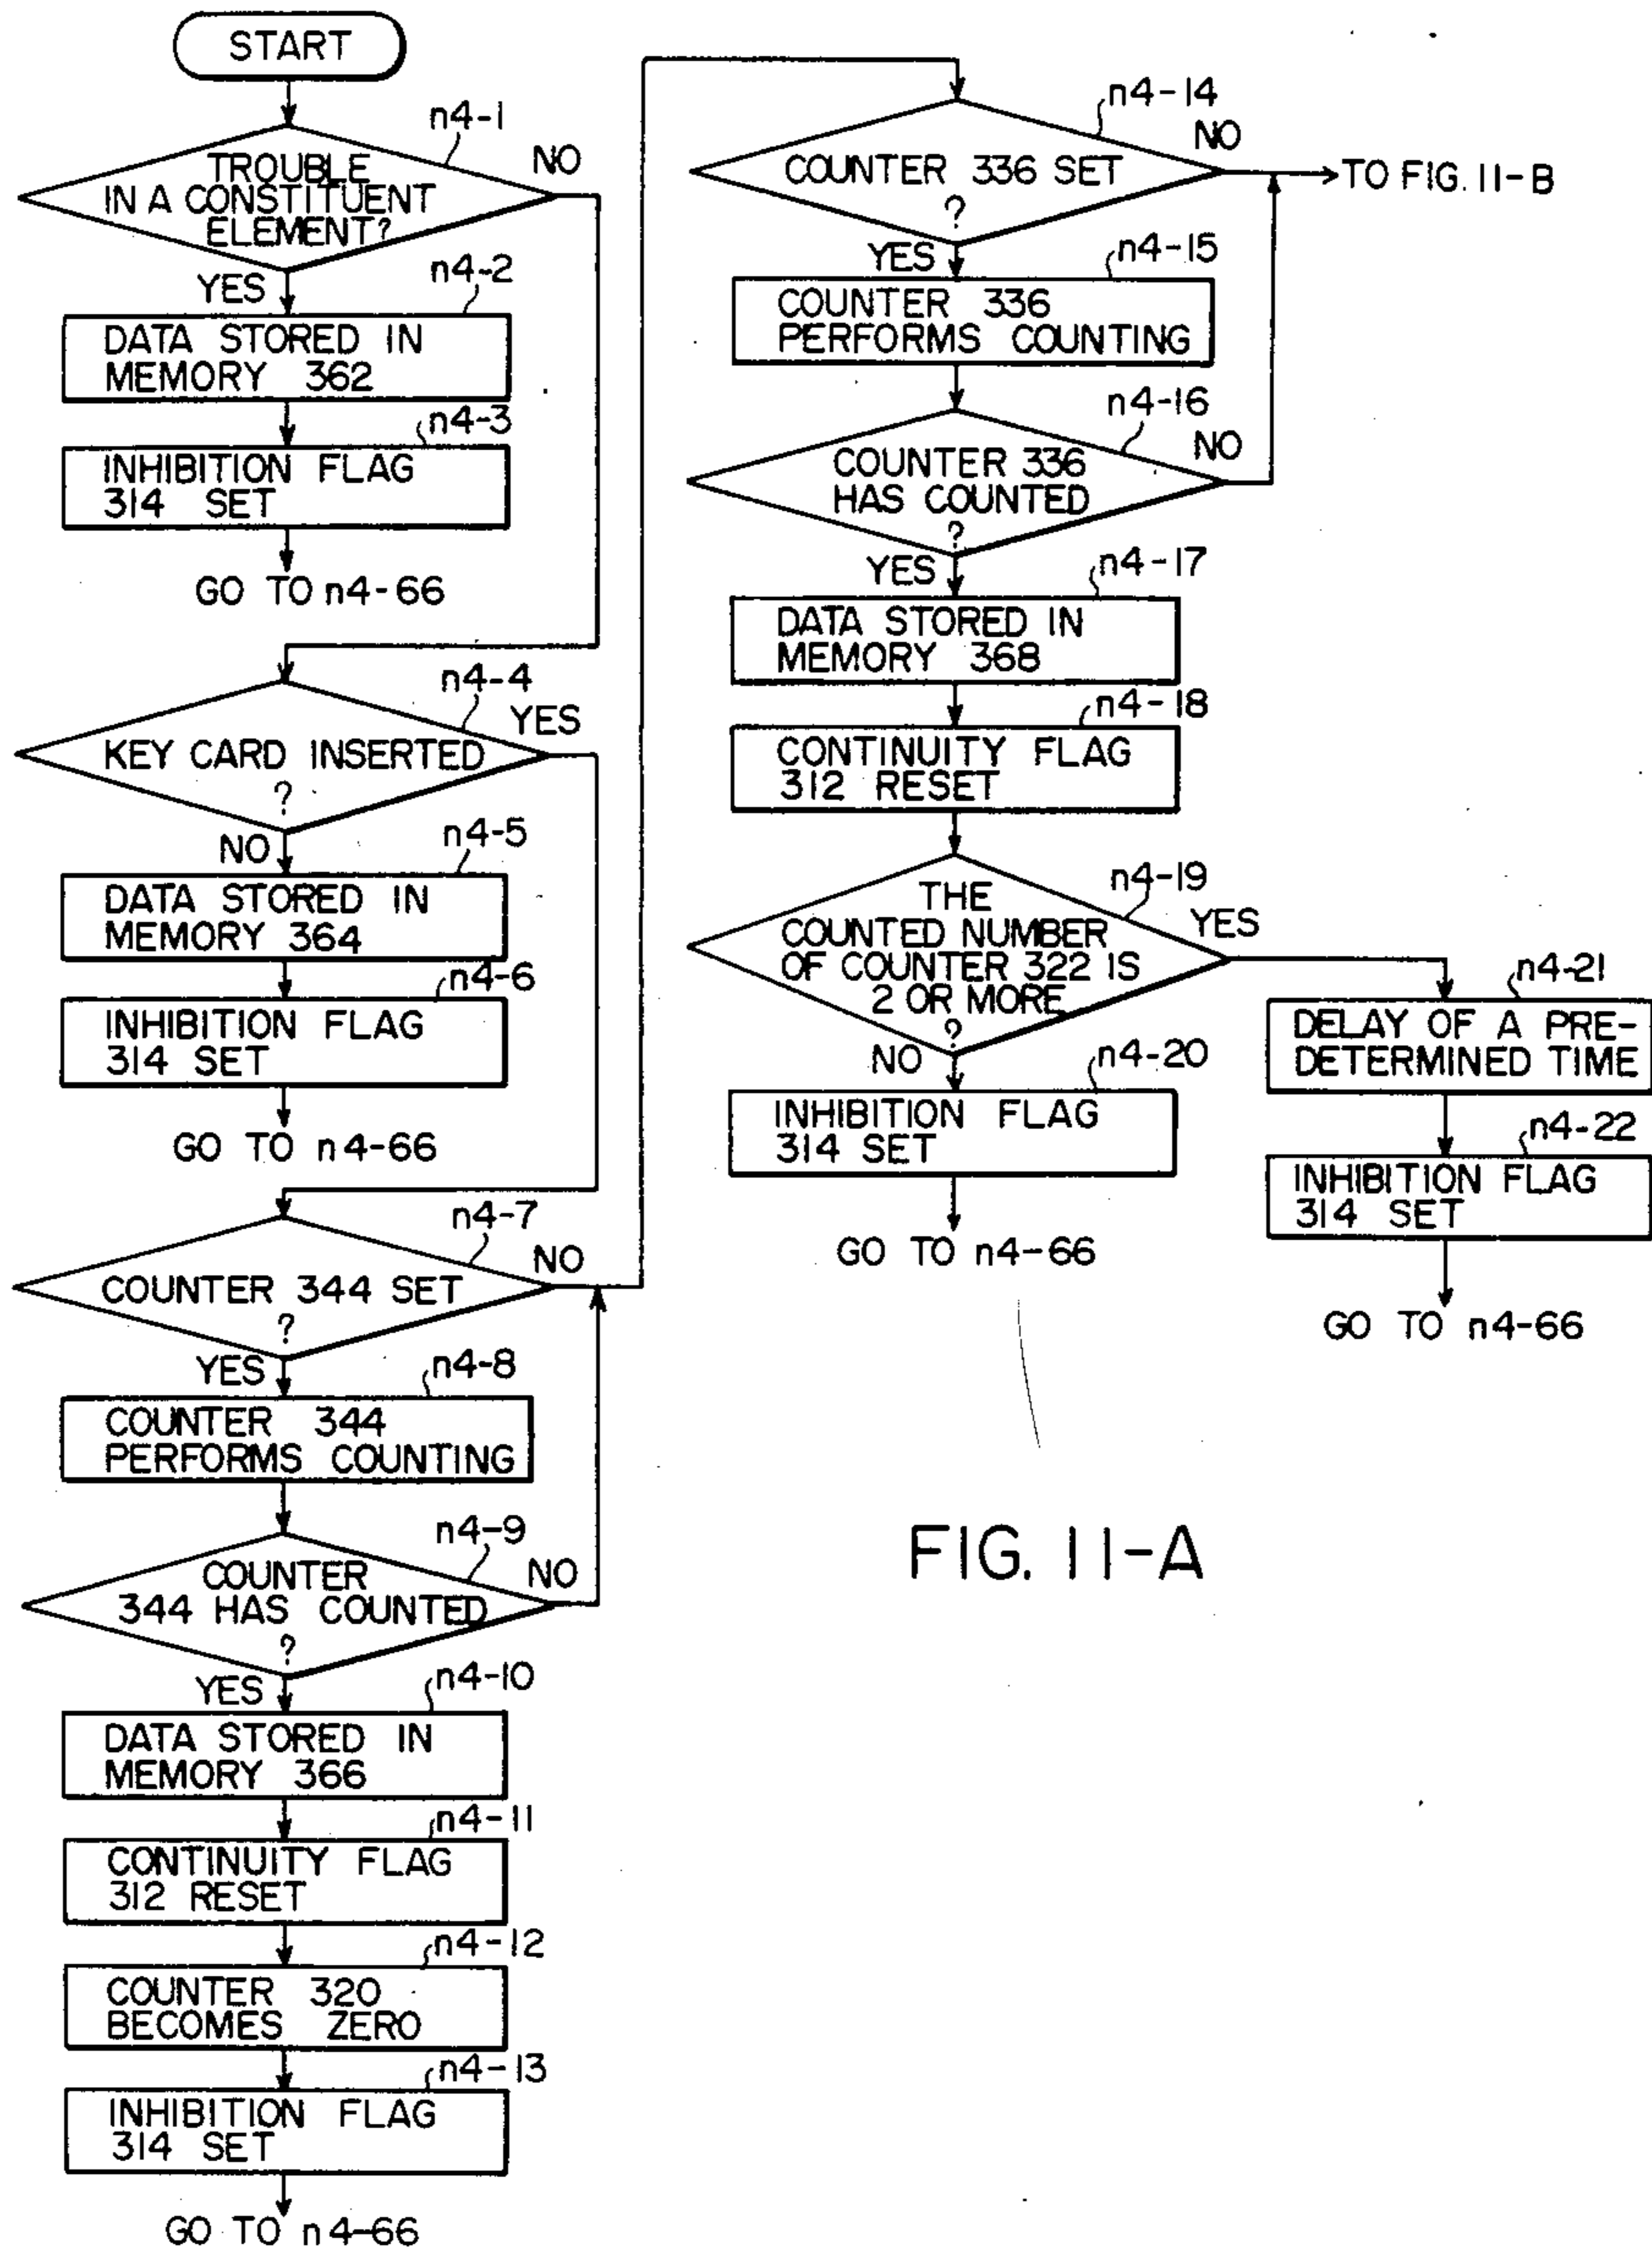 START
n4-1
NO
TROUBLE
IN A CONSTITUENT
ELEMENT?
YES
n4-2
DATA STORED IN
MEMORY 362
n4-3
INHIBITION FLAG
314 SET
GO TO n4-66
n4-4
YES
KEY CARD INSERTED
?
NO
n4-5
DATA STORED IN
MEMORY 364
n4-6
INHIBITION FLAG
314 SET
GO TO n4-66
n4-7
NO
COUNTER 344 SET
?
YES
n4-8
COUNTER 344
PERFORMS COUNTING
n4-9
NO
COUNTER
344 HAS COUNTED
?
YES
n4-10
DATA STORED IN
MEMORY 366
n4-11
CONTINUITY FLAG
312 RESET
n4-12
COUNTER 320
BECOMES ZERO
n4-13
INHIBITION FLAG
314 SET
GO TO n4-66
n4-14
NO
COUNTER 336 SET
?
TO FIG. 11-B
YES
n4-15
COUNTER 336
PERFORMS COUNTING
n4-16
NO
COUNTER 336
HAS COUNTED
?
YES
n4-17
DATA STORED IN
MEMORY 368
n4-18
CONTINUITY FLAG
312 RESET
n4-19
YES
THE
COUNTED NUMBER
OF COUNTER 322 IS
2 OR MORE
?
NO
n4-20
INHIBITION FLAG
314 SET
GO TO n4-66
n4-21
DELAY OF A PRE-
DETERMINED TIME
n4-22
INHIBITION FLAG
314 SET
GO TO n4-66
FIG. 11-A